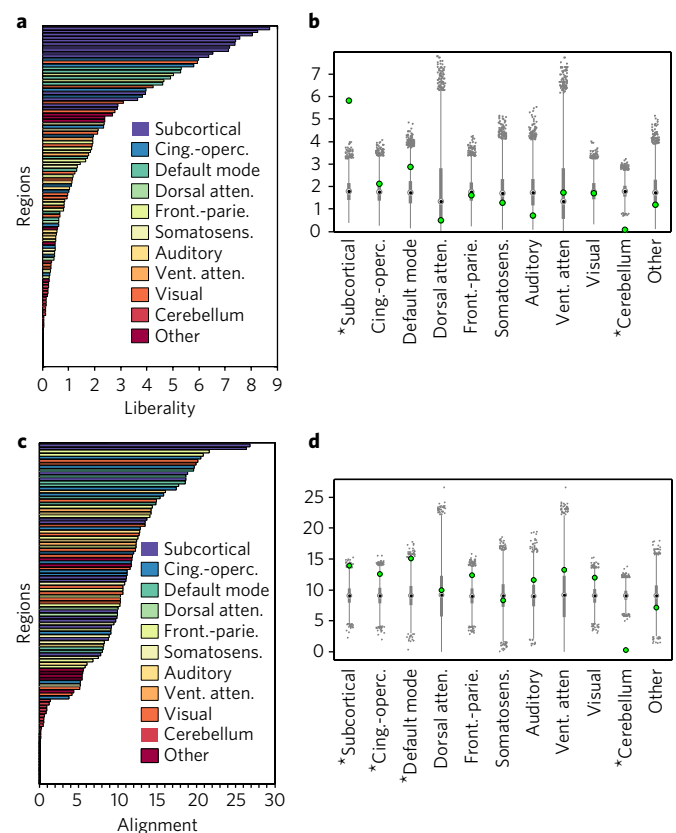 a
Regions
Subcortical
Cing.-operc.
Default mode
Dorsal atten.
Front.-parie.
Somatosens.
Auditory
Vent. atten.
Visual
Cerebellum
Other
0 1 2 3 4 5 6 7 8 9
Liberality
b
7
6
5
4
3
2
1
0
*Subcortical
Cing.-operc.
Default mode
Dorsal atten.
Front.-parie.
Somatosens.
Auditory
Vent. atten
Visual
*Cerebellum
Other
c
Regions
Subcortical
Cing.-operc.
Default mode
Dorsal atten.
Front.-parie.
Somatosens.
Auditory
Vent. atten.
Visual
Cerebellum
Other
0 5 10 15 20 25 30
Alignment
d
25
20
15
10
5
0
*Subcortical
*Cing.-operc.
*Default mode
Dorsal atten.
Front.-parie.
Somatosens.
Auditory
Vent. atten
Visual
*Cerebellum
Other